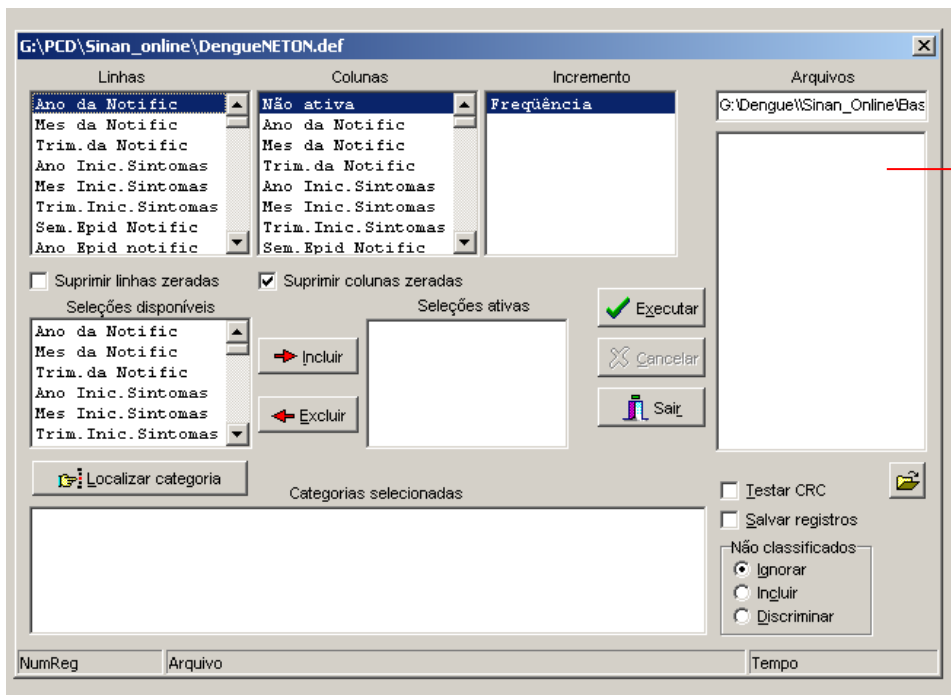 G:\PCD\Sinan_online\DengueNETON.def
Linhas
Ano da Notific
Mes da Notific
Trim.da Notific
Ano Inic.Sintomas
Mes Inic.Sintomas
Trim.Inic.Sintomas
Sem.Epid Notific
Ano Epid notific
Suprimir linhas zeradas
Colunas
Não ativa
Ano da Notific
Mes da Notific
Trim.da Notific
Ano Inic.Sintomas
Mes Inic.Sintomas
Trim.Inic.Sintomas
Sem.Epid Notific
Suprimir colunas zeradas
Incremento
Freqüência
Arquivos
G:\Dengue\\Sinan_Online\Bas
Seleções disponíveis
Ano da Notific
Mes da Notific
Trim.da Notific
Ano Inic.Sintomas
Mes Inic.Sintomas
Trim.Inic.Sintomas
Incluir
Excluir
Seleções ativas
Executar
Cancelar
Sair
Localizar categoria
Categorias selecionadas
Testar CRC
Salvar registros
Não classificados
Ignorar
Incluir
Discriminar
NumReg
Arquivo
Tempo